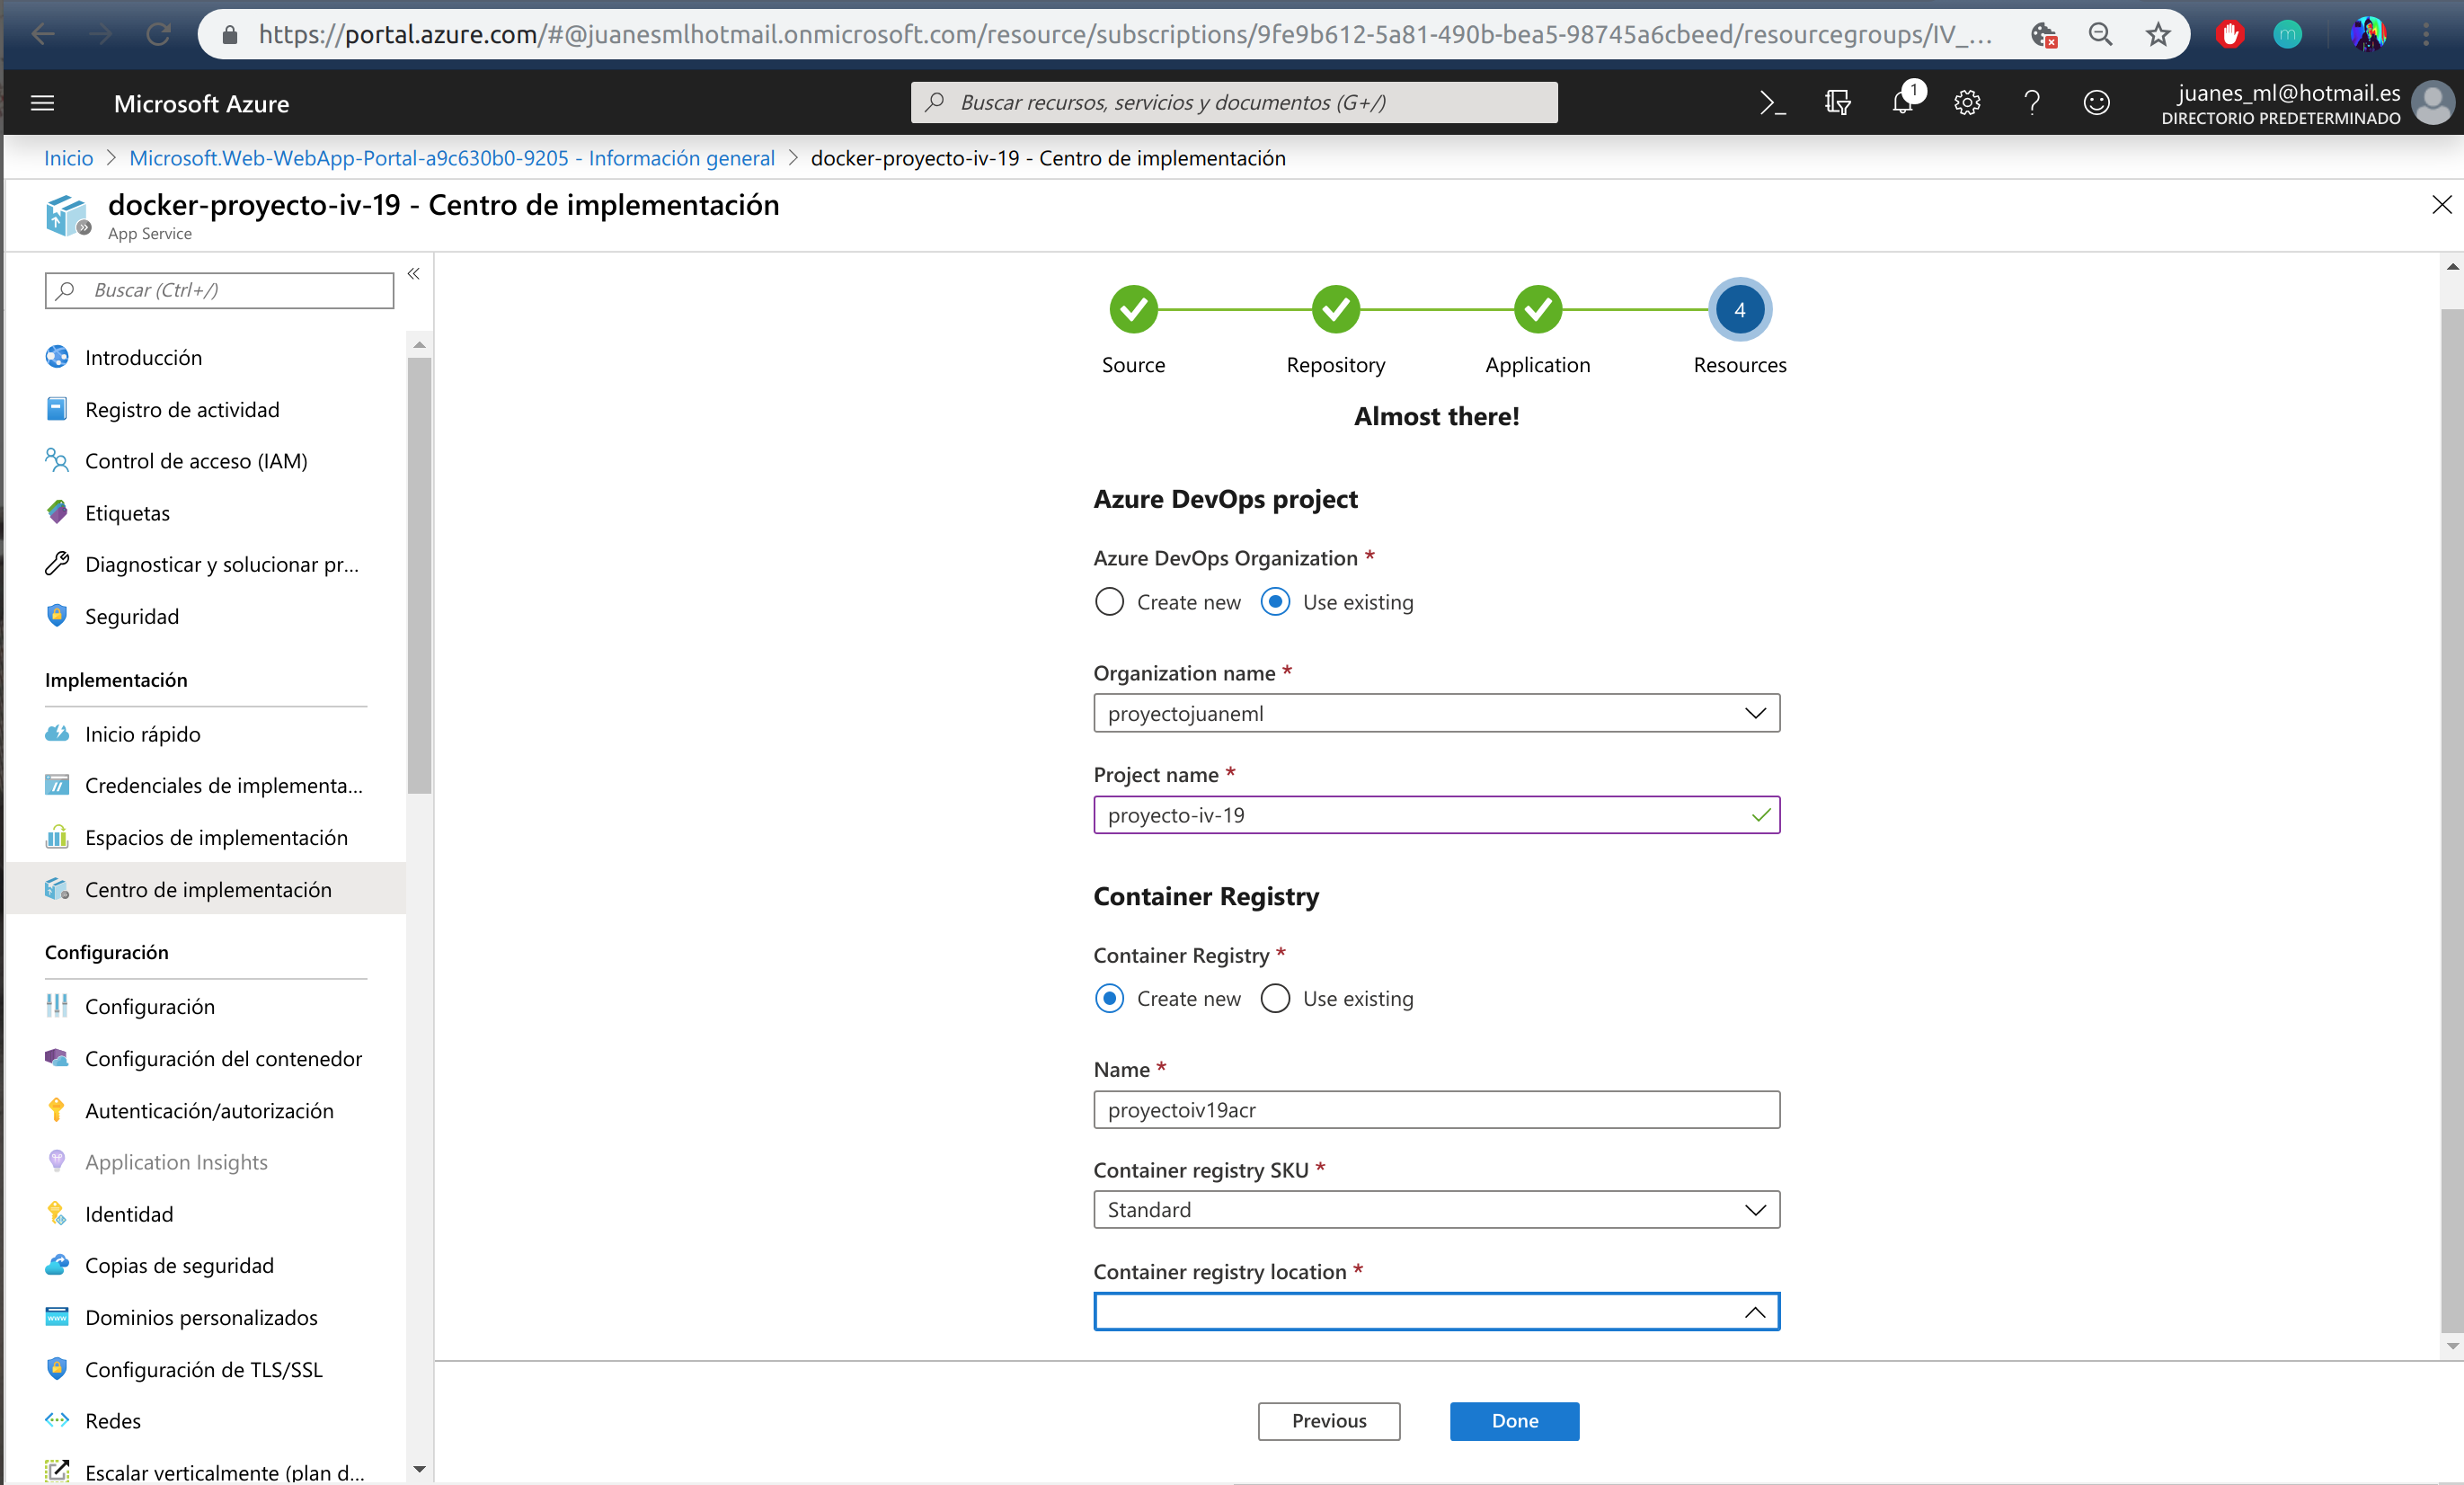 https://portal.azure.com/#@juanesmlhotmail.onmicrosoft.com/resource/subscriptions/9fe9b612-5a81-490b-bea5-98745a6cbeed/resourcegroups/IV_...
m
Microsoft Azure
Buscar recursos, servicios y documentos (G+/)
1
juanes_ml@hotmail.es
DIRECTORIO PREDETERMINADO
Inicio > Microsoft.Web-WebApp-Portal-a9c630b0-9205 - Información general > docker-proyecto-iv-19 - Centro de implementación
docker-proyecto-iv-19 - Centro de implementación
App Service
Buscar (Ctrl+/)
Introducción
Registro de actividad
Control de acceso (IAM)
Etiquetas
Diagnosticar y solucionar pr...
Seguridad
Implementación
Inicio rápido
Credenciales de implementa...
Espacios de implementación
Centro de implementación
Configuración
Configuración
Configuración del contenedor
Autenticación/autorización
Application Insights
Identidad
Copias de seguridad
Dominios personalizados
Configuración de TLS/SSL
Redes
Escalar verticalmente (plan d...
4
Source
Repository
Application
Resources
Almost there!
Azure DevOps project
Azure DevOps Organization *
Create new
Use existing
Organization name *
proyectojuaneml
Project name *
proyecto-iv-19
Container Registry
Container Registry *
Create new
Use existing
Name *
proyectoiv19acr
Container registry SKU *
Standard
Container registry location *
Previous
Done